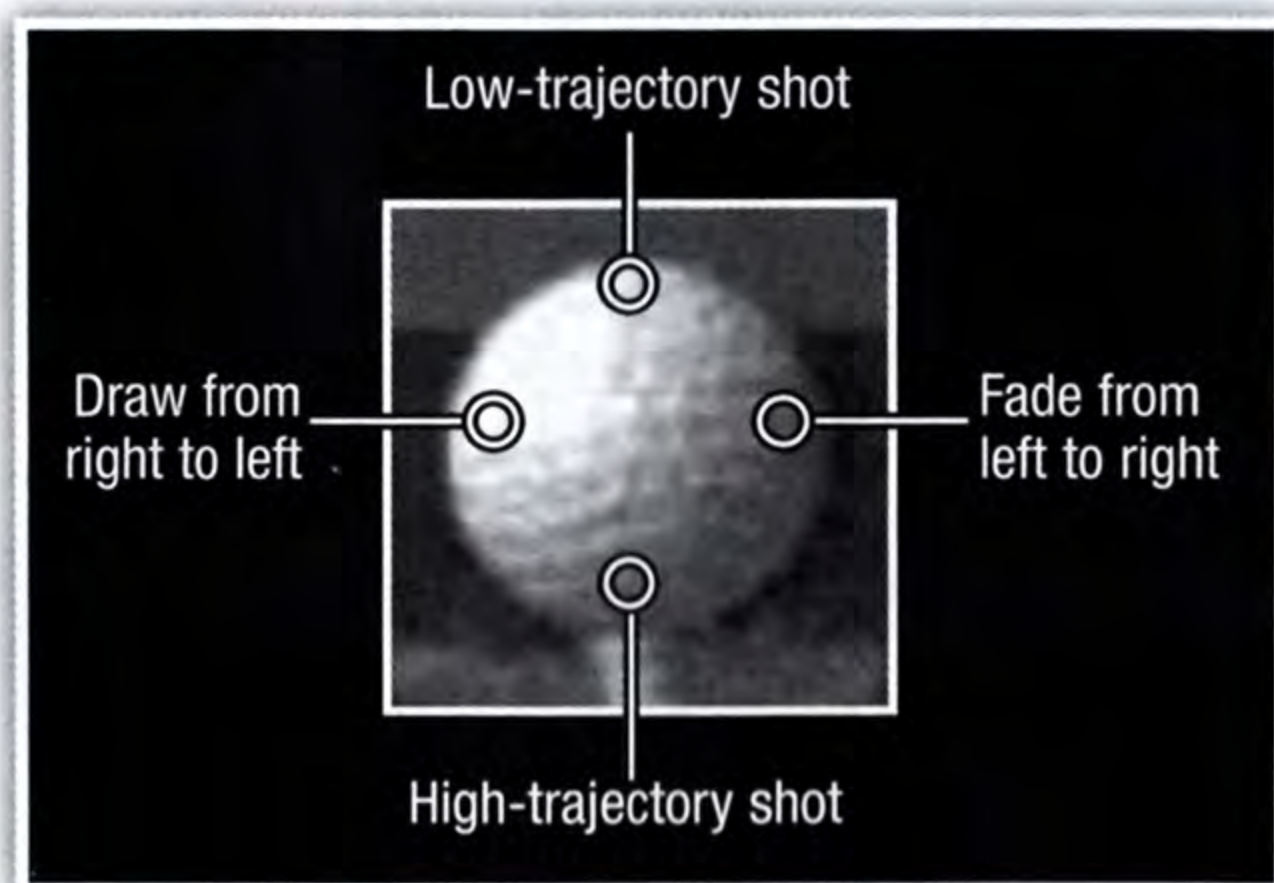 Low-trajectory shot
Draw from
right to left
Fade from
left to right
High-trajectory shot